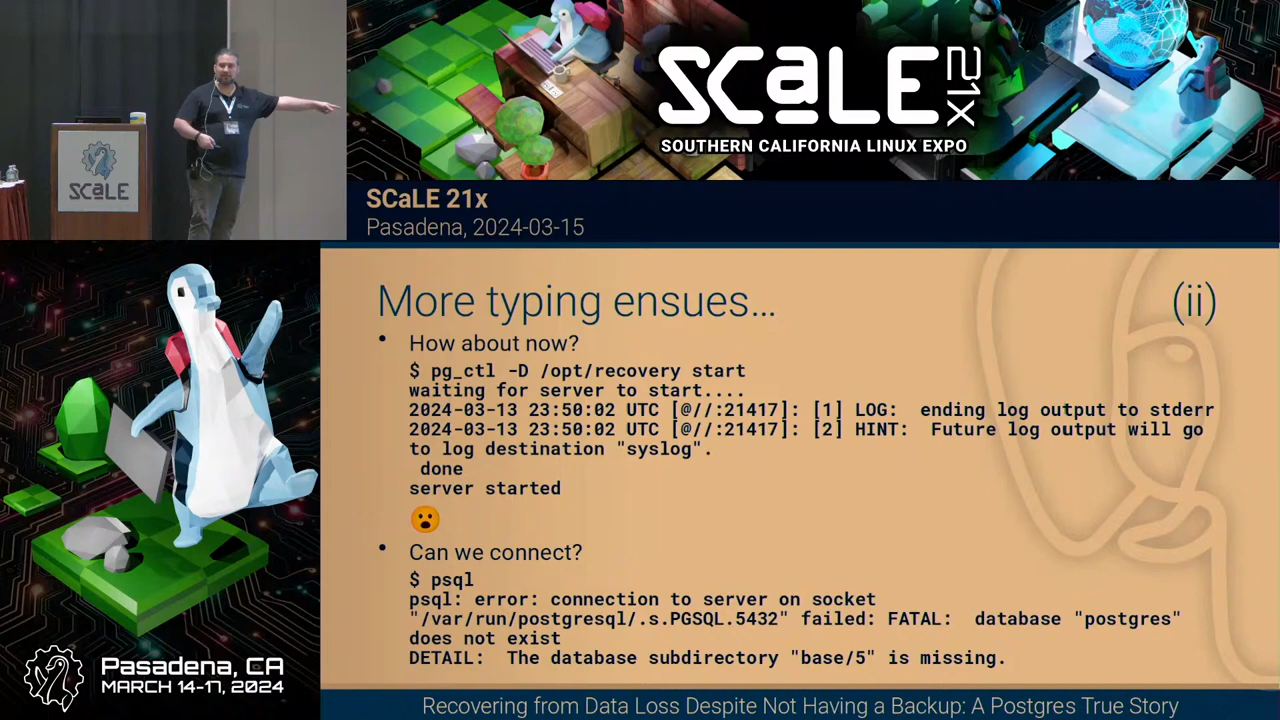 SCaLE
SCaLE 21x
SOUTHERN CALIFORNIA LINUX EXPO
SCaLE 21x
Pasadena, 2024-03-15
More typing ensues… (ii)
• How about now?
$ pg_ctl -D /opt/recovery start
waiting for server to start....
2024-03-13 23:50:02 UTC [@//:21417]: [1] LOG:  ending log output to stderr
2024-03-13 23:50:02 UTC [@//:21417]: [2] HINT:  Future log output will go
to log destination "syslog".
done
server started
😮
• Can we connect?
$ psql
psql: error: connection to server on socket
"/var/run/postgresql/.s.PGSQL.5432" failed: FATAL:  database "postgres"
does not exist
DETAIL:  The database subdirectory "base/5" is missing.
Pasadena, CA
MARCH 14-17, 2024
Recovering from Data Loss Despite Not Having a Backup: A Postgres True Story